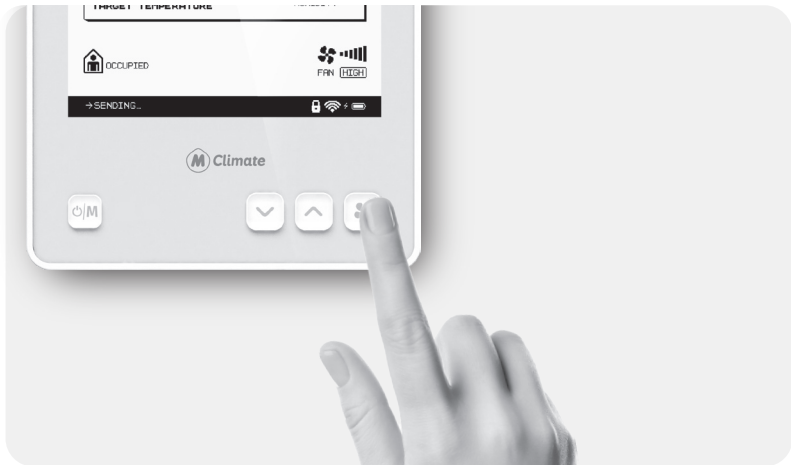 TARGET TEMPERATURE
OCCUPIED
FAN HIGH
→SENDING…
M Climate
M